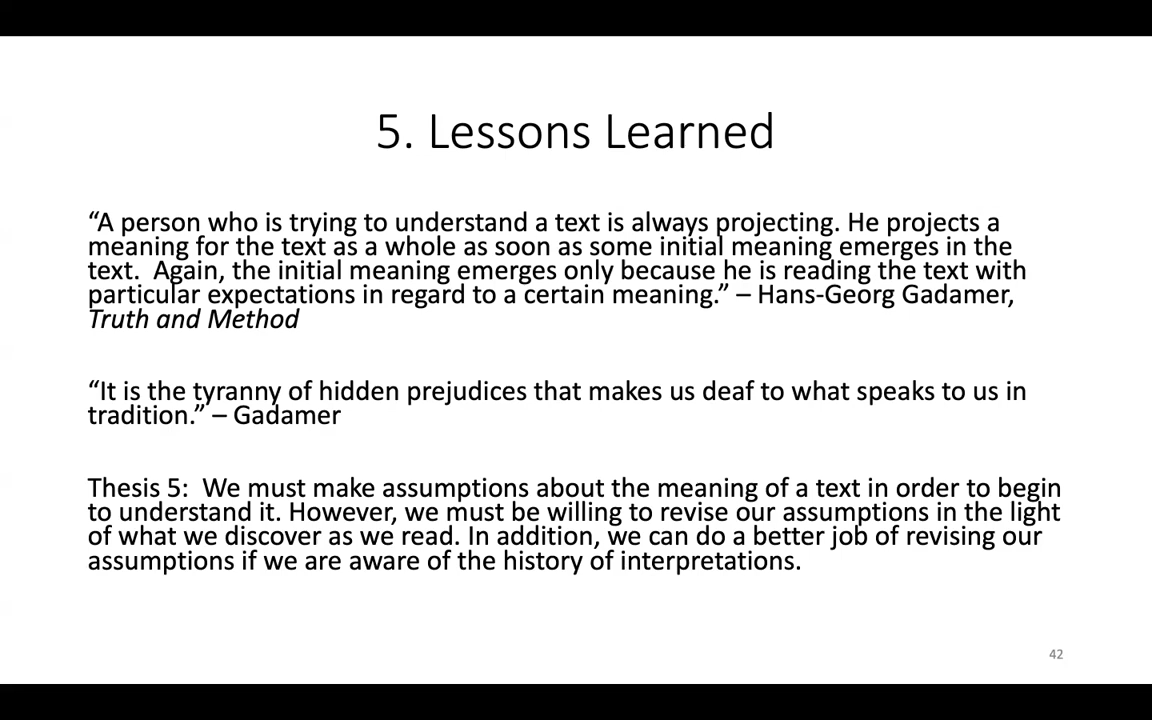 5. Lessons Learned
“A person who is trying to understand a text is always projecting. He projects a
meaning for the text as a whole as soon as some initial meaning emerges in the
text.  Again, the initial meaning emerges only because he is reading the text with
particular expectations in regard to a certain meaning.” – Hans-Georg Gadamer,
Truth and Method
“It is the tyranny of hidden prejudices that makes us deaf to what speaks to us in
tradition.” – Gadamer
Thesis 5:  We must make assumptions about the meaning of a text in order to begin
to understand it. However, we must be willing to revise our assumptions in the light
of what we discover as we read. In addition, we can do a better job of revising our
assumptions if we are aware of the history of interpretations.
42